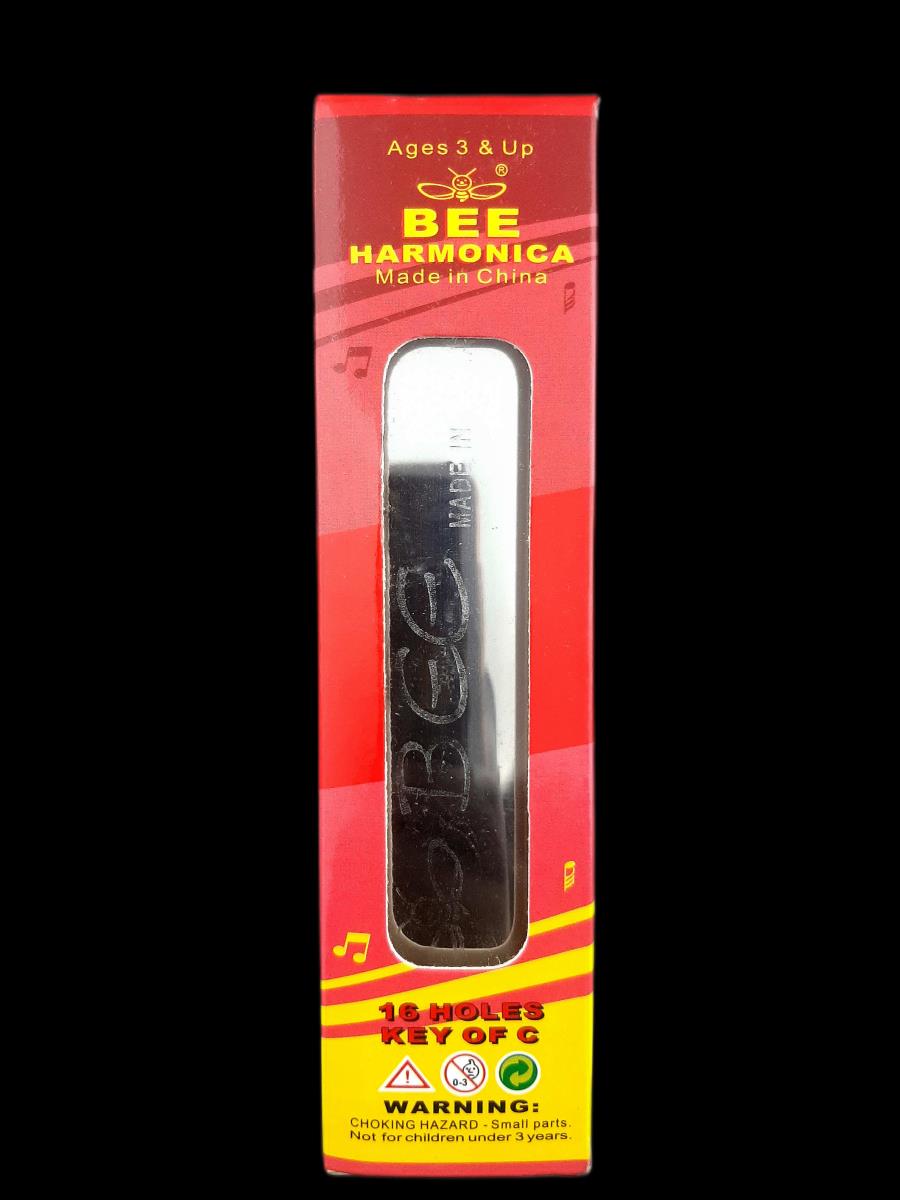 Ages 3 & Up
®
BEE
HARMONICA
Made in China
MADE IN
BEE
16 HOLES
KEY OF C
0-3
WARNING:
CHOKING HAZARD - Small parts.
Not for children under 3 years.